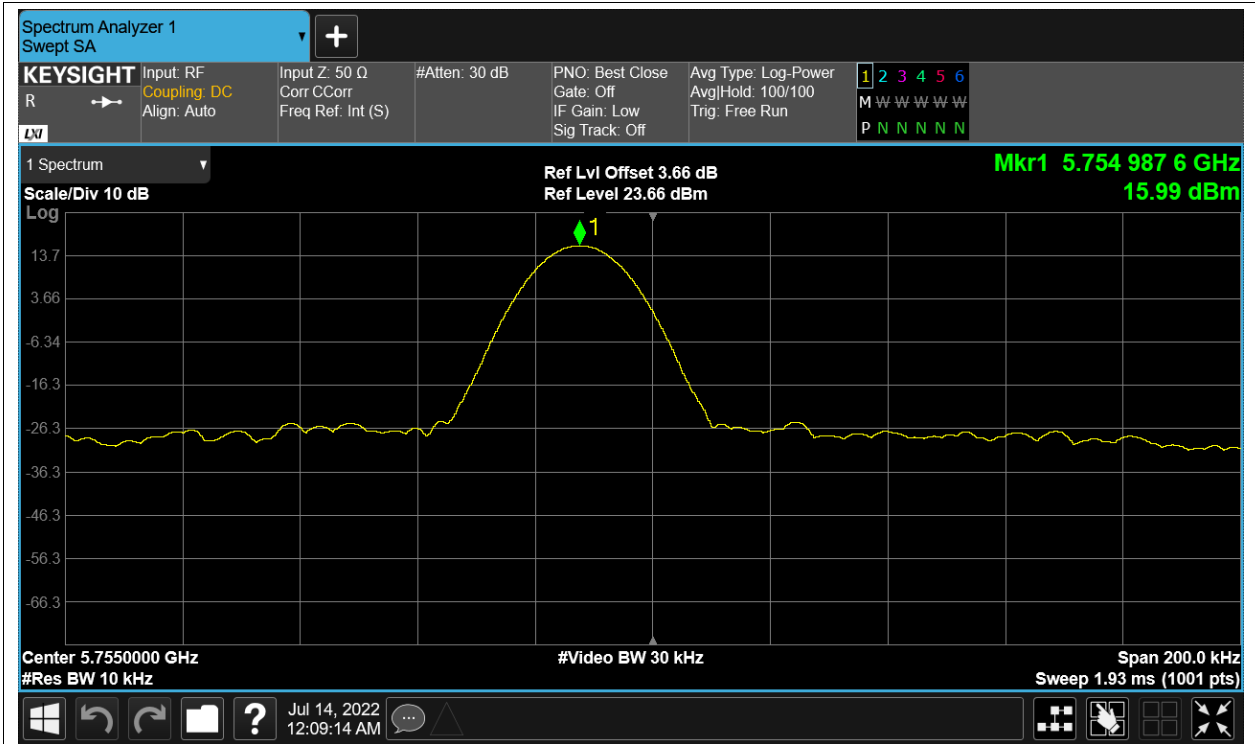 Spectrum Analyzer 1
Swept SA
KEYSIGHT
R
LXI
Input: RF
Coupling: DC
Align: Auto
Input Z: 50 Ω
Corr CCorr
Freq Ref: Int (S)
#Atten: 30 dB
PNO: Best Close
Gate: Off
IF Gain: Low
Sig Track: Off
Avg Type: Log-Power
Avg|Hold: 100/100
Trig: Free Run
1 2 3 4 5 6
M W W W W W
P N N N N N
1 Spectrum
Scale/Div 10 dB
Log
Ref Lvl Offset 3.66 dB
Ref Level 23.66 dBm
Mkr1 5.754 987 6 GHz
15.99 dBm
1
13.7
3.66
-6.34
-16.3
-26.3
-36.3
-46.3
-56.3
-66.3
Center 5.7550000 GHz
#Res BW 10 kHz
#Video BW 30 kHz
Span 200.0 kHz
Sweep 1.93 ms (1001 pts)
?
Jul 14, 2022
12:09:14 AM